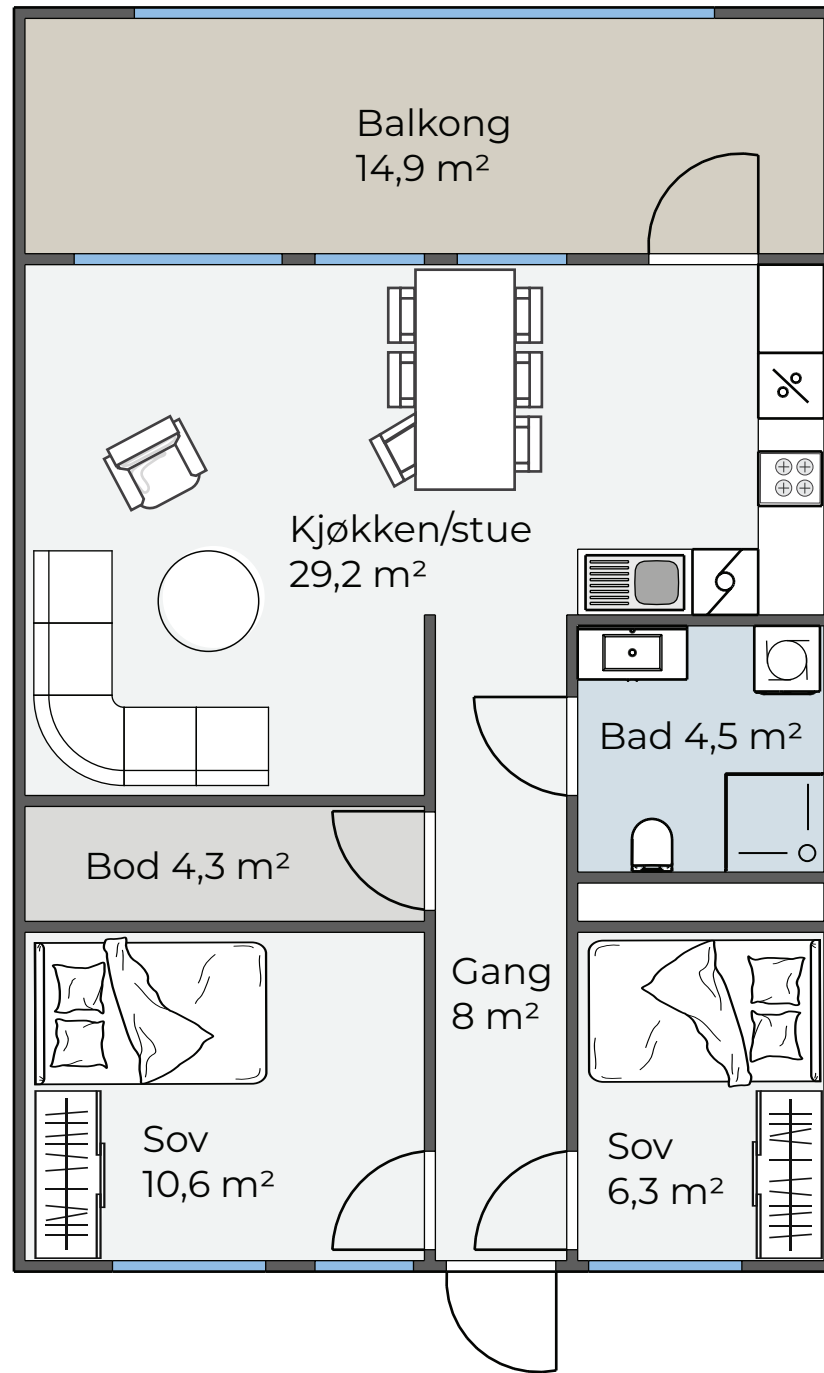 Balkong
14,9 m²
Kjøkken/stue
29,2 m²
Bad 4,5 m²
Bod 4,3 m²
Gang
8 m²
Sov
10,6 m²
Sov
6,3 m²